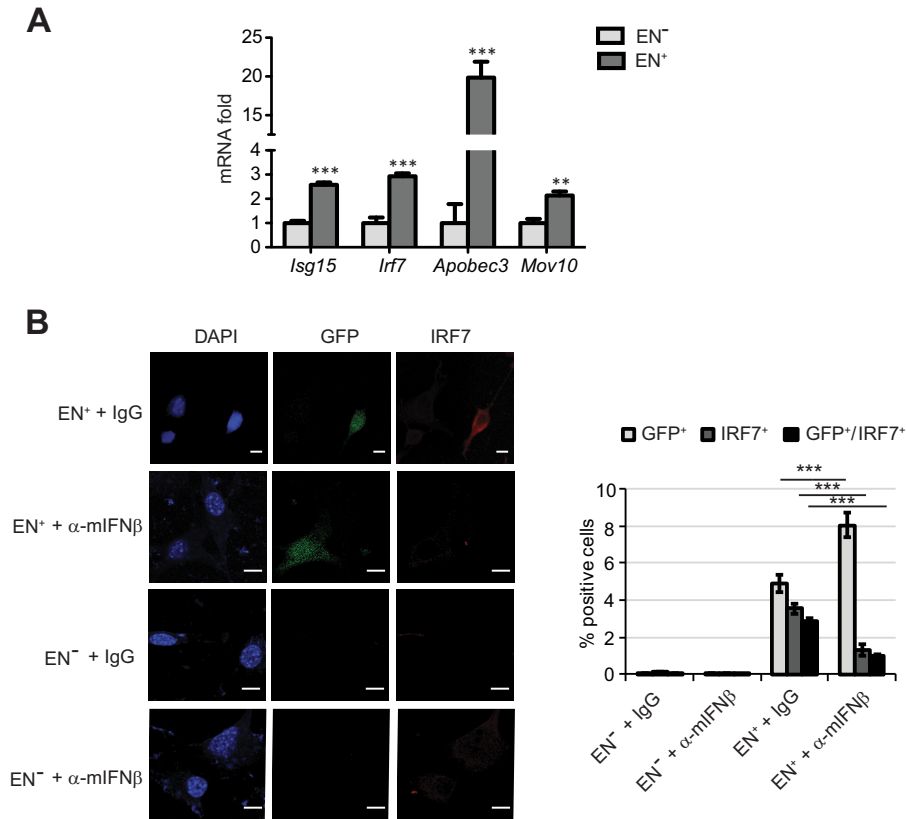 A
EN⁻
EN⁺
mRNA fold
25
20
15
4
3
2
1
0
***
***
***
**
Isg15 Irf7 Apobec3 Mov10
B
DAPI GFP IRF7
EN⁺ + IgG
EN⁺ + α-mIFNβ
EN⁻ + IgG
EN⁻ + α-mIFNβ
GFP⁺ IRF7⁺ GFP⁺/IRF7⁺
***
***
***
% positive cells
10
8
6
4
2
0
EN⁻ + IgG
EN⁻ + α-mIFNβ
EN⁺ + IgG
EN⁺ + α-mIFNβ